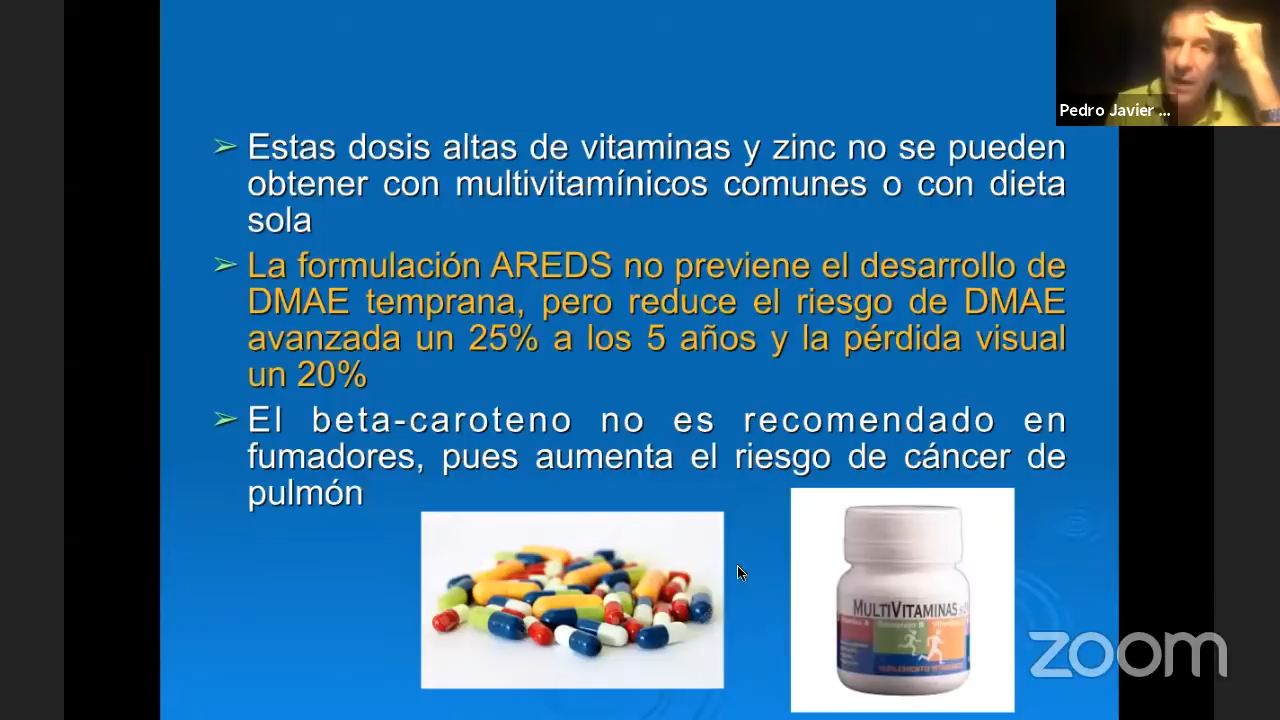 Pedro Javier ...
➢ Estas dosis altas de vitaminas y zinc no se pueden
obtener con multivitamínicos comunes o con dieta
sola
➢ La formulación AREDS no previene el desarrollo de
DMAE temprana, pero reduce el riesgo de DMAE
avanzada un 25% a los 5 años y la pérdida visual
un 20%
➢ El beta-caroteno no es recomendado en
fumadores, pues aumenta el riesgo de cáncer de
pulmón
MULTIVITAMINAS
zoom